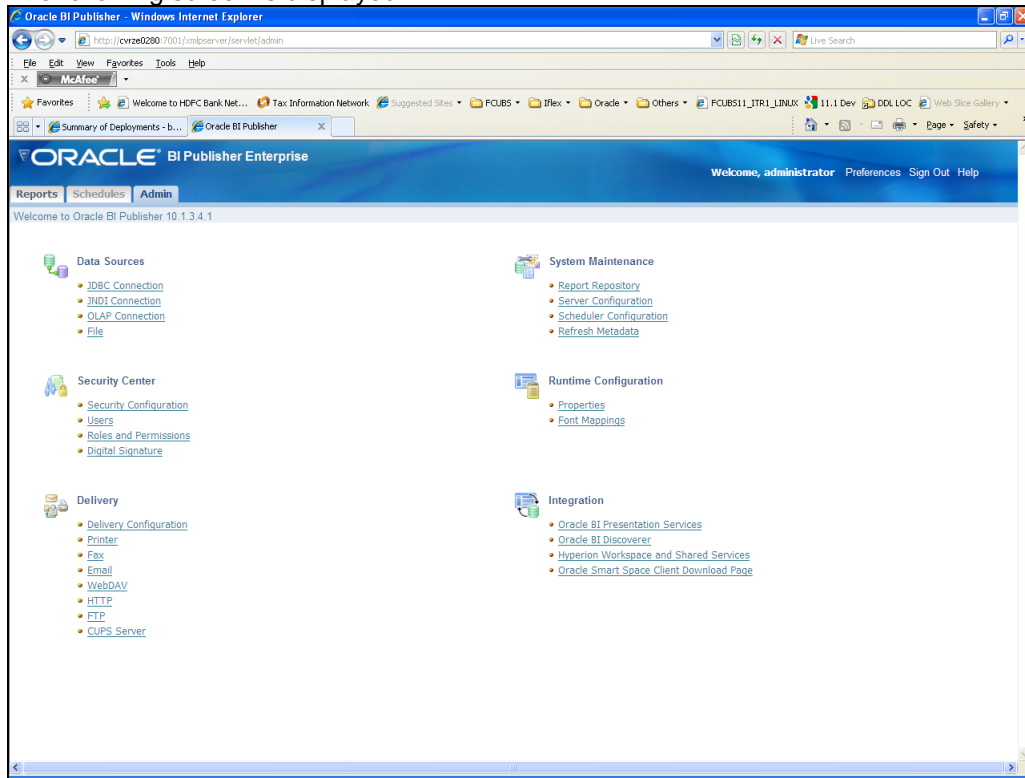 Oracle BI Publisher - Windows Internet Explorer
http://cvrze0280:7001/xmlpserver/servlet/admin
Live Search
File Edit View Favorites Tools Help
X McAfee
Favorites Welcome to HDFC Bank Net... Tax Information Network Suggested Sites FCUBS Iflex Oracle Others FCUBS11_ITR1_LINUX 11.1 Dev DDL LOC Web Slice Gallery
Summary of Deployments - b... Oracle BI Publisher X Page Safety
ORACLE BI Publisher Enterprise
Welcome, administrator Preferences Sign Out Help
Reports Schedules Admin
Welcome to Oracle BI Publisher 10.1.3.4.1
Data Sources
JDBC Connection
JNDI Connection
OLAP Connection
File
System Maintenance
Report Repository
Server Configuration
Scheduler Configuration
Refresh Metadata
Security Center
Security Configuration
Users
Roles and Permissions
Digital Signature
Runtime Configuration
Properties
Font Mappings
Delivery
Delivery Configuration
Printer
Fax
Email
WebDAV
HTTP
FTP
CUPS Server
Integration
Oracle BI Presentation Services
Oracle BI Discoverer
Hyperion Workspace and Shared Services
Oracle Smart Space Client Download Page